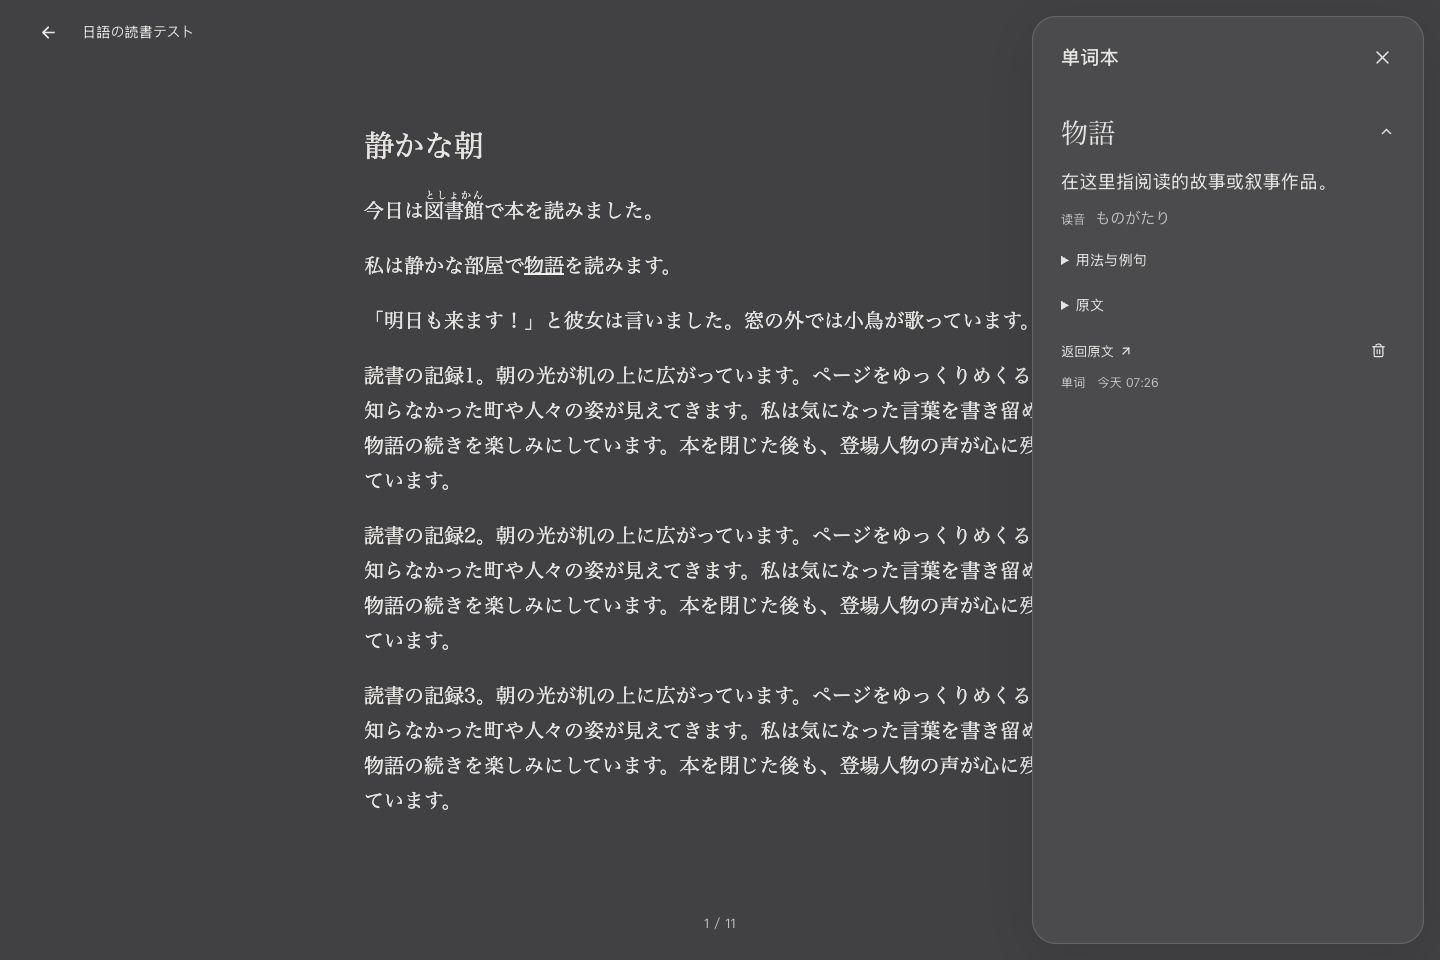 日語の読書テスト
静かな朝
としょかん
今日は図書館で本を読みました。
私は静かな部屋で物語を読みます。
「明日も来ます！」と彼女は言いました。窓の外では小鳥が歌っています。
読書の記録1。朝の光が机の上に広がっています。ページをゆっくりめくる
知らなかった町や人々の姿が見えてきます。私は気になった言葉を書き留め
物語の続きを楽しみにしています。本を閉じた後も、登場人物の声が心に残
ています。
読書の記録2。朝の光が机の上に広がっています。ページをゆっくりめくる
知らなかった町や人々の姿が見えてきます。私は気になった言葉を書き留め
物語の続きを楽しみにしています。本を閉じた後も、登場人物の声が心に残
ています。
読書の記録3。朝の光が机の上に広がっています。ページをゆっくりめくる
知らなかった町や人々の姿が見えてきます。私は気になった言葉を書き留め
物語の続きを楽しみにしています。本を閉じた後も、登場人物の声が心に残
ています。
1 / 11
单词本
物語
在这里指阅读的故事或叙事作品。
读音 ものがたり
用法与例句
原文
返回原文
单词 今天 07:26